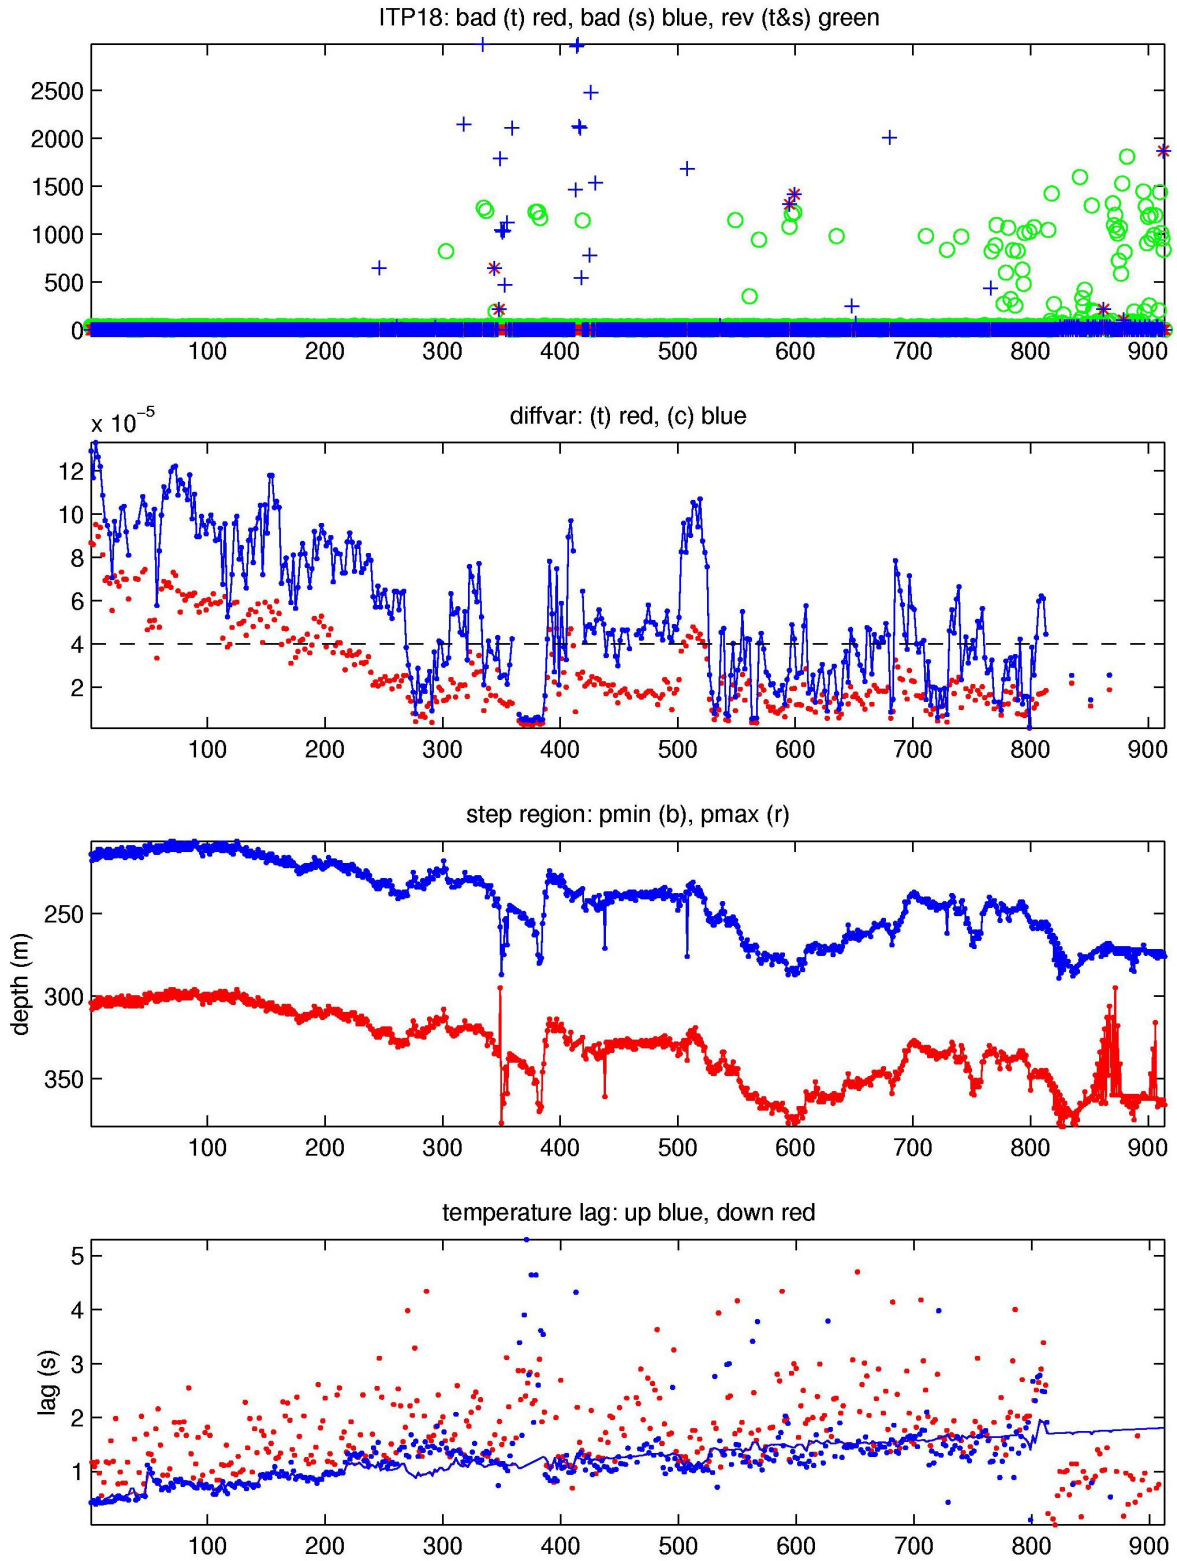 ITP18: bad (t) red, bad (s) blue, rev (t&s) green
2500
2000
1500
1000
500
0
100 200 300 400 500 600 700 800 900
x 10⁻⁵
diffvar: (t) red, (c) blue
12
10
8
6
4
2
100 200 300 400 500 600 700 800 900
step region: pmin (b), pmax (r)
depth (m)
250
300
350
100 200 300 400 500 600 700 800 900
temperature lag: up blue, down red
lag (s)
5
4
3
2
1
100 200 300 400 500 600 700 800 900